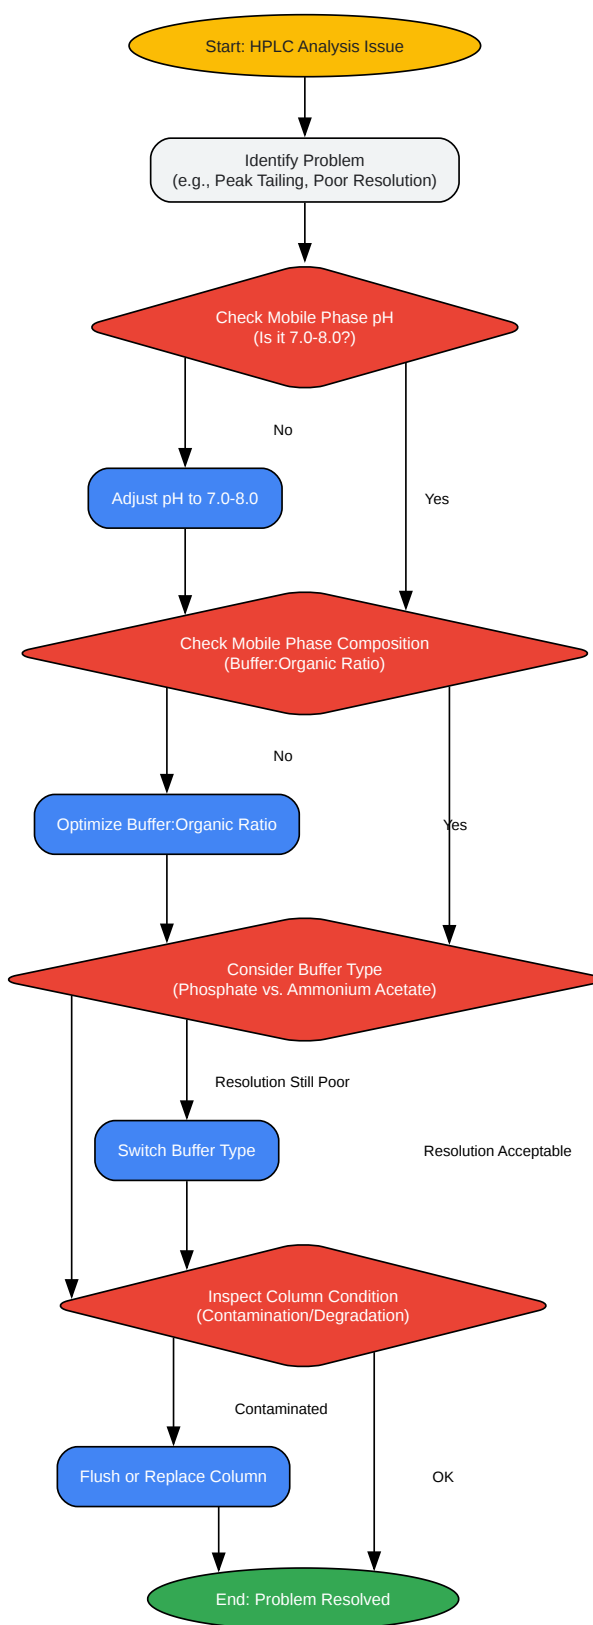 Start: HPLC Analysis Issue
Identify Problem
(e.g., Peak Tailing, Poor Resolution)
Check Mobile Phase pH
(Is it 7.0-8.0?)
No
Yes
Adjust pH to 7.0-8.0
Check Mobile Phase Composition
(Buffer:Organic Ratio)
No
Optimize Buffer:Organic Ratio
Yes
Consider Buffer Type
(Phosphate vs. Ammonium Acetate)
Resolution Still Poor
Switch Buffer Type
Resolution Acceptable
Inspect Column Condition
(Contamination/Degradation)
Contaminated
Flush or Replace Column
OK
End: Problem Resolved